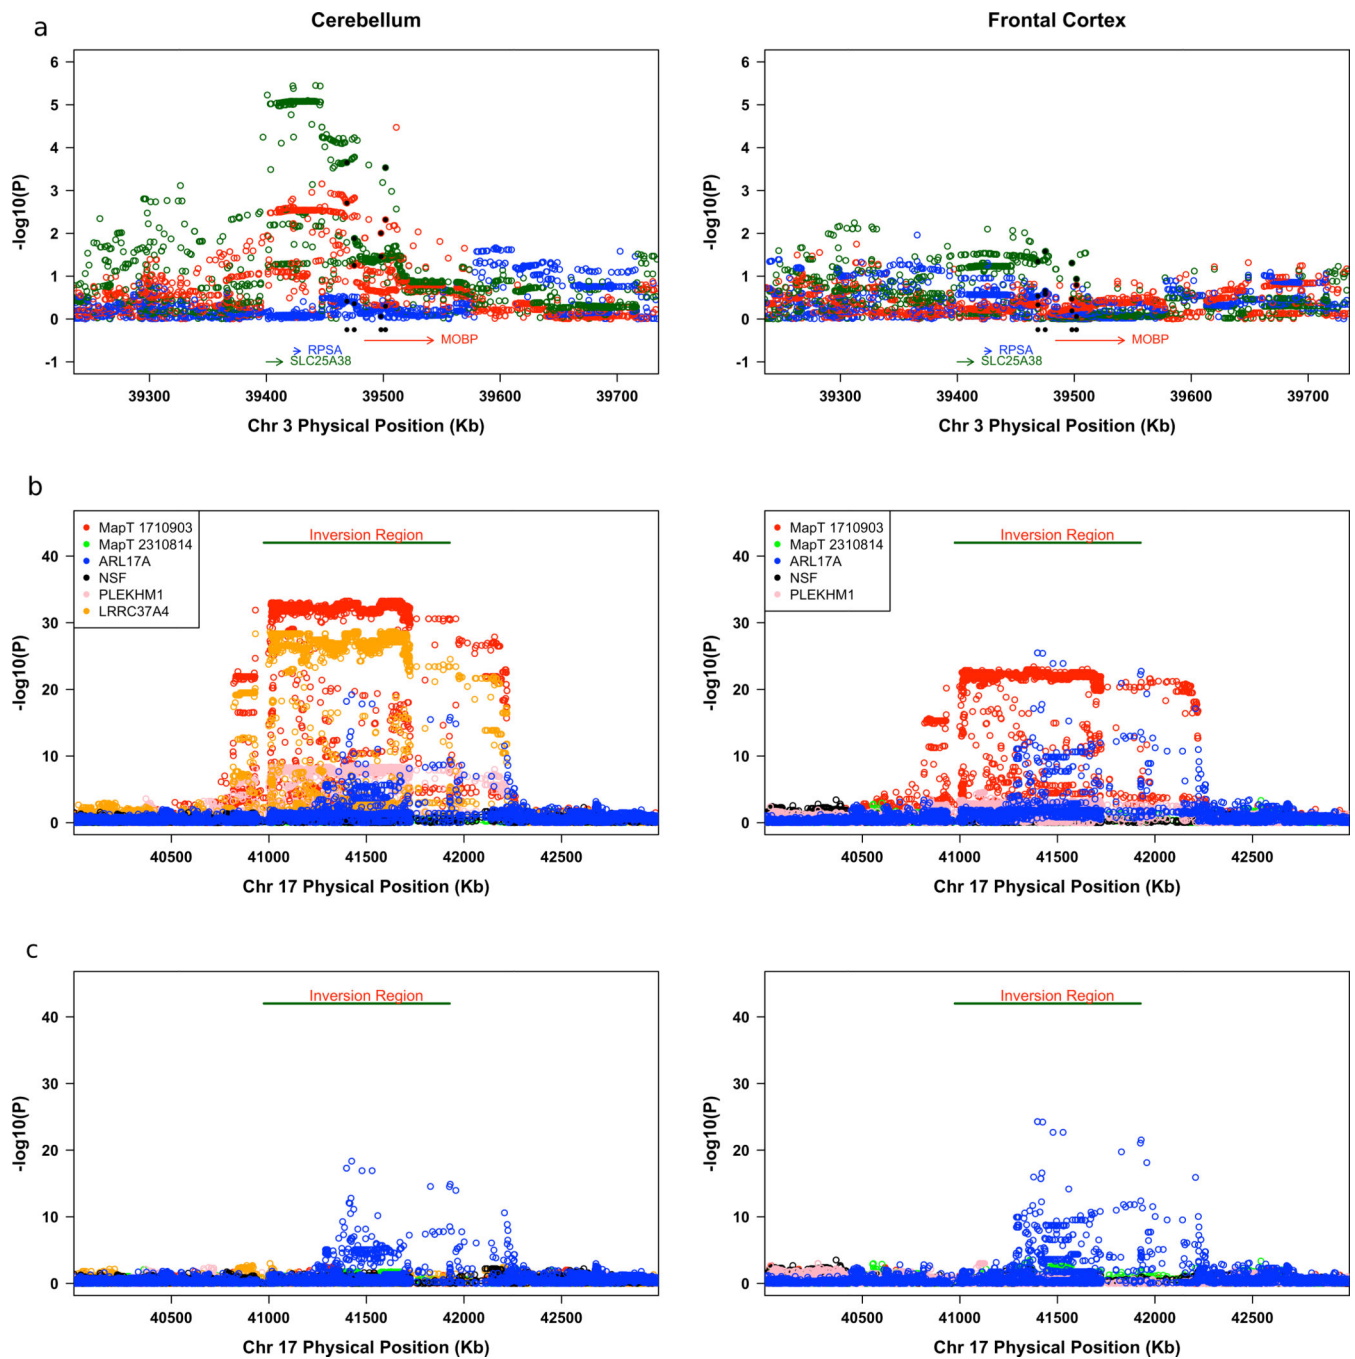 a
Cerebellum
Frontal Cortex
6
5
4
3
2
1
0
-1
-log10(P)
RPSA
SLC25A38
MOBP
39300
39400
39500
39600
39700
Chr 3 Physical Position (Kb)
6
5
4
3
2
1
0
-1
-log10(P)
RPSA
SLC25A38
MOBP
39300
39400
39500
39600
39700
Chr 3 Physical Position (Kb)
b
MapT 1710903
MapT 2310814
ARL17A
NSF
PLEKHM1
LRRC37A4
Inversion Region
40
30
20
10
0
-log10(P)
40500
41000
41500
42000
42500
Chr 17 Physical Position (Kb)
MapT 1710903
MapT 2310814
ARL17A
NSF
PLEKHM1
Inversion Region
40
30
20
10
0
-log10(P)
40500
41000
41500
42000
42500
Chr 17 Physical Position (Kb)
c
Inversion Region
40
30
20
10
0
-log10(P)
40500
41000
41500
42000
42500
Chr 17 Physical Position (Kb)
Inversion Region
40
30
20
10
0
-log10(P)
40500
41000
41500
42000
42500
Chr 17 Physical Position (Kb)